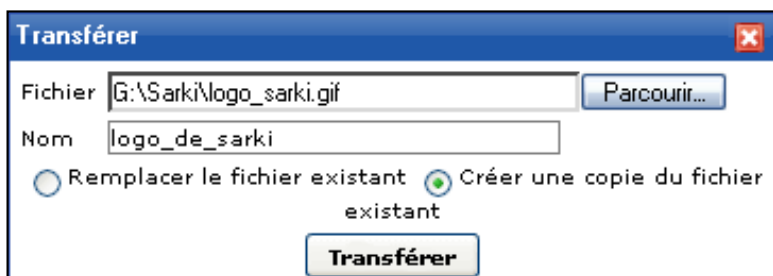 Transférer
Fichier G:\Sarki\logo_sarki.gif Parcourir...
Nom logo_de_sarki
Remplacer le fichier existant Créer une copie du fichier
existant
Transférer